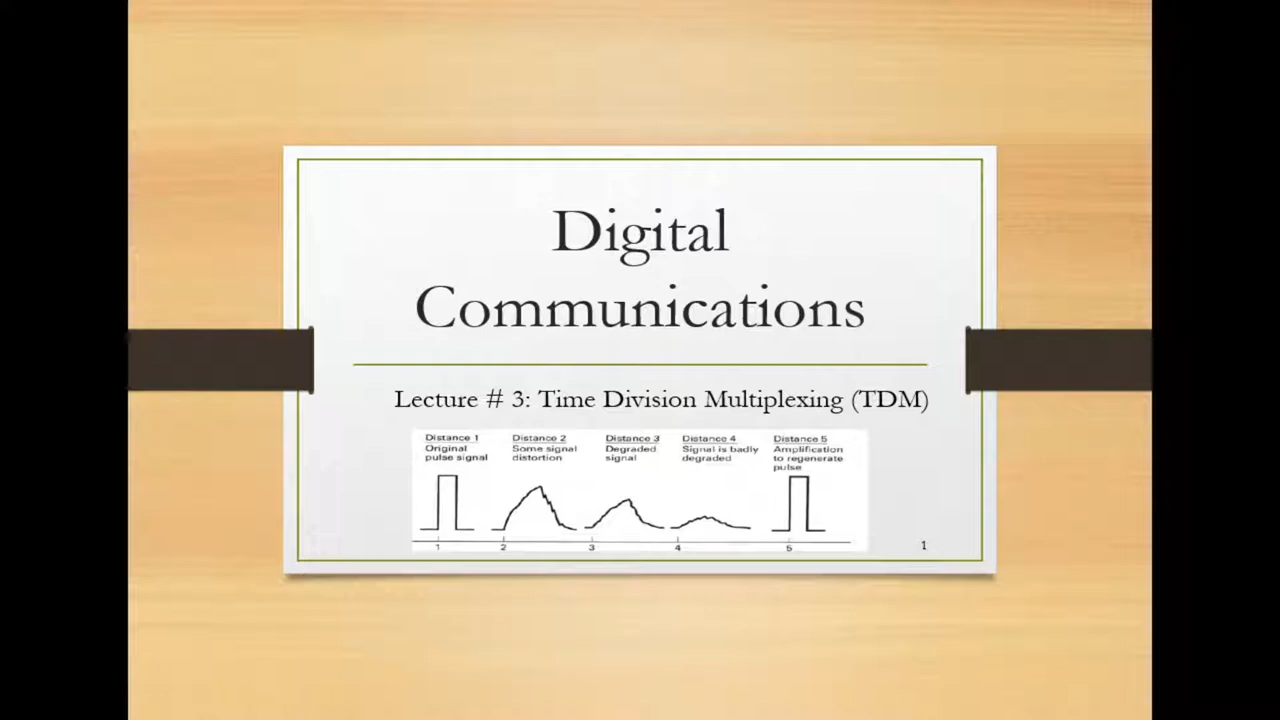 Digital
Communications
Lecture # 3: Time Division Multiplexing (TDM)
Distance 1 Distance 2 Distance 3 Distance 4 Distance 5
Original Some signal Degraded Signal is badly Amplification
pulse signal distortion signal degraded to regenerate
pulse
1 2 3 4 5
1